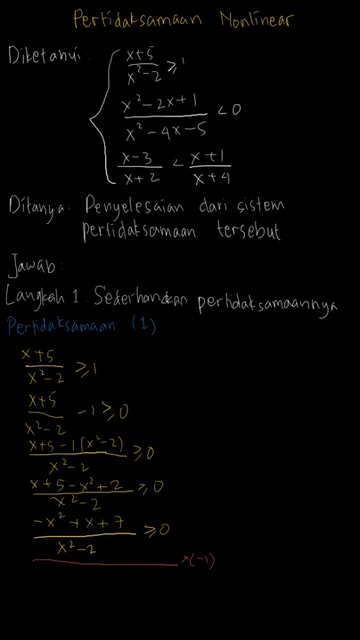 Pertidaksamaan Nonlinear
Diketahui: { (x+5)/(x²-2) ≥ 1
(x²-2x+1)/(x²-4x-5) < 0
(x-3)/(x+2) < (x+1)/(x+4)
Ditanya: Penyelesaian dari sistem
pertidaksamaan tersebut
Jawab:
Langkah 1: Sederhanakan pertidaksamaannya
Pertidaksamaan (1)
(x+5)/(x²-2) ≥ 1
(x+5)/(x²-2) - 1 ≥ 0
(x+5-1(x²-2))/(x²-2) ≥ 0
(x+5-x²+2)/(x²-2) ≥ 0
(-x²+x+7)/(x²-2) ≥ 0
x(-1)